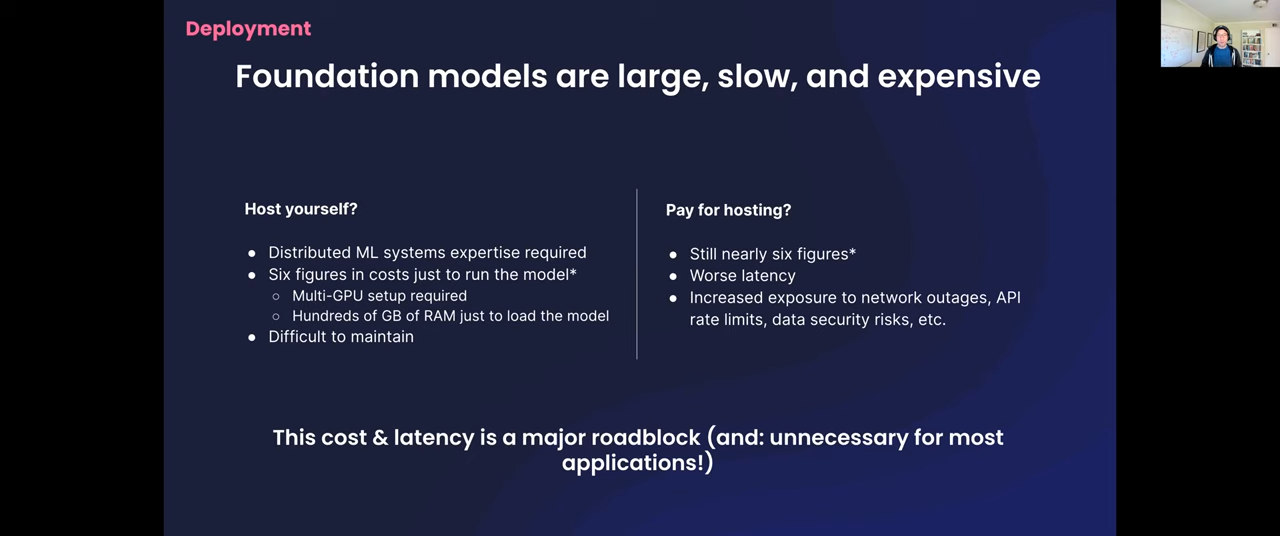 Deployment
Foundation models are large, slow, and expensive
Host yourself?
● Distributed ML systems expertise required
● Six figures in costs just to run the model*
○ Multi-GPU setup required
○ Hundreds of GB of RAM just to load the model
● Difficult to maintain
Pay for hosting?
● Still nearly six figures*
● Worse latency
● Increased exposure to network outages, API
rate limits, data security risks, etc.
This cost & latency is a major roadblock (and: unnecessary for most
applications!)